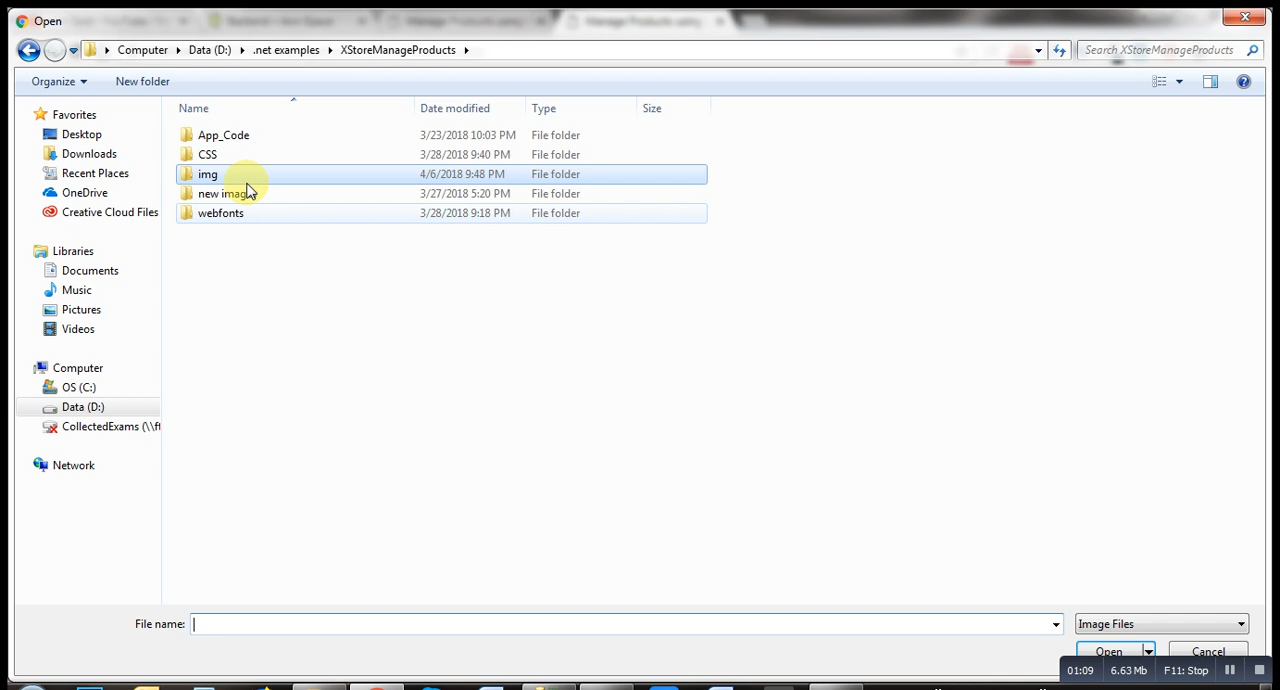 Open
Computer Data (D:) .net examples XStoreManageProducts
Search XStoreManageProducts
Organize New folder
Name Date modified Type Size
Favorites
Desktop
Downloads
Recent Places
OneDrive
Creative Cloud Files
Libraries
Documents
Music
Pictures
Videos
Computer
OS (C:)
Data (D:)
CollectedExams (\\f
Network
App_Code 3/23/2018 10:03 PM File folder
CSS 3/28/2018 9:40 PM File folder
img 4/6/2018 9:48 PM File folder
new 3/27/2018 5:20 PM File folder
webfonts 3/28/2018 9:18 PM File folder
File name:
Image Files
Open Cancel
01:09 6.63 Mb F11: Stop